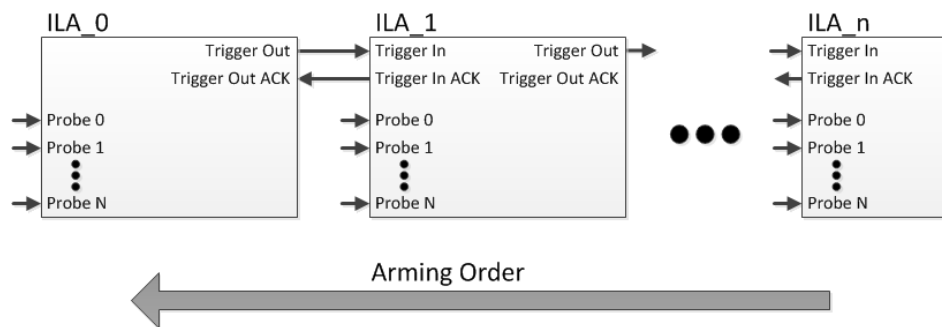 ILA_0
Trigger Out
Trigger Out ACK
Probe 0
Probe 1
Probe N
ILA_1
Trigger In
Trigger Out
Trigger In ACK
Trigger Out ACK
Probe 0
Probe 1
Probe N
ILA_n
Trigger In
Trigger In ACK
Probe 0
Probe 1
Probe N
Arming Order